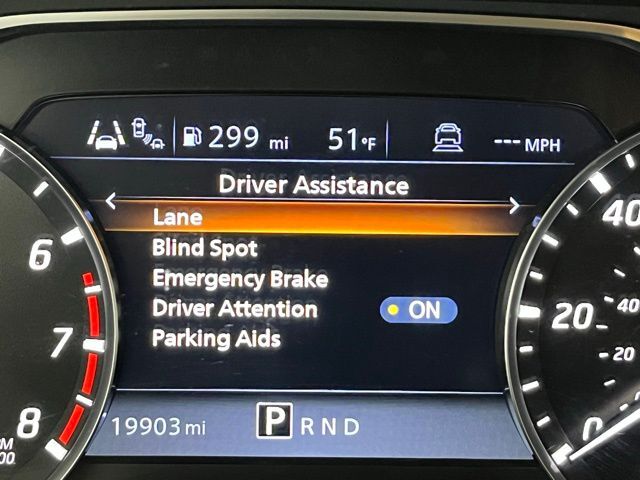 299 mi 51°F --- MPH
Driver Assistance
Lane
Blind Spot
Emergency Brake
Driver Attention ON
Parking Aids
19903 mi P R N D
6
7
8
40
20
0
40
20